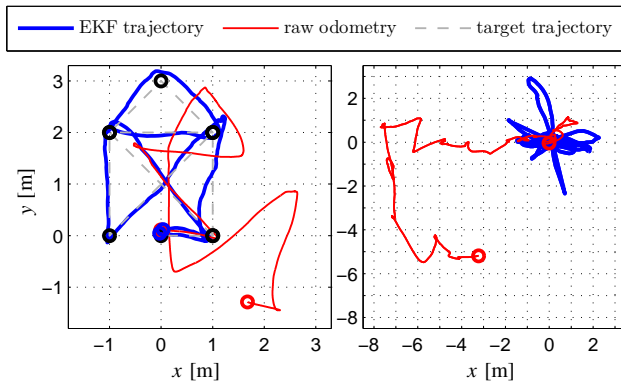 EKF trajectory raw odometry target trajectory
3
2
1
0
−1
y [m]
−1 0 1 2 3
x [m]
2
0
−2
−4
−6
−8
−8 −6 −4 −2 0 2
x [m]